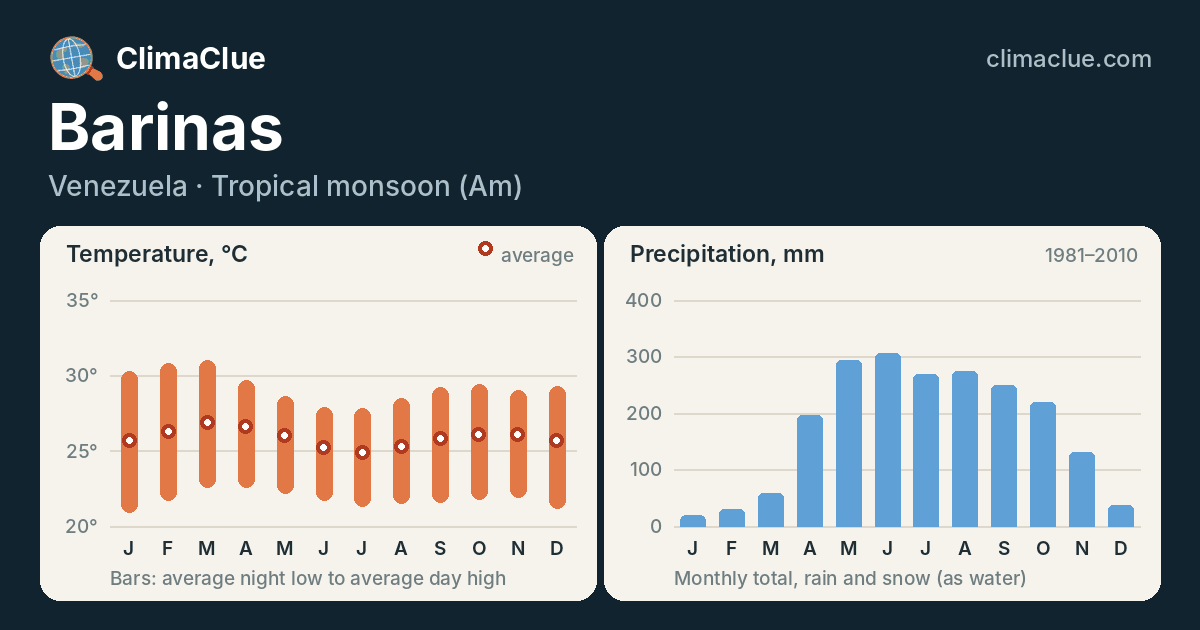 ClimaClue
climaclue.com
Barinas
Venezuela · Tropical monsoon (Am)
Temperature, °C
average
35°
30°
25°
20°
J F M A M J J A S O N D
Bars: average night low to average day high
Precipitation, mm
1981–2010
400
300
200
100
0
J F M A M J J A S O N D
Monthly total, rain and snow (as water)